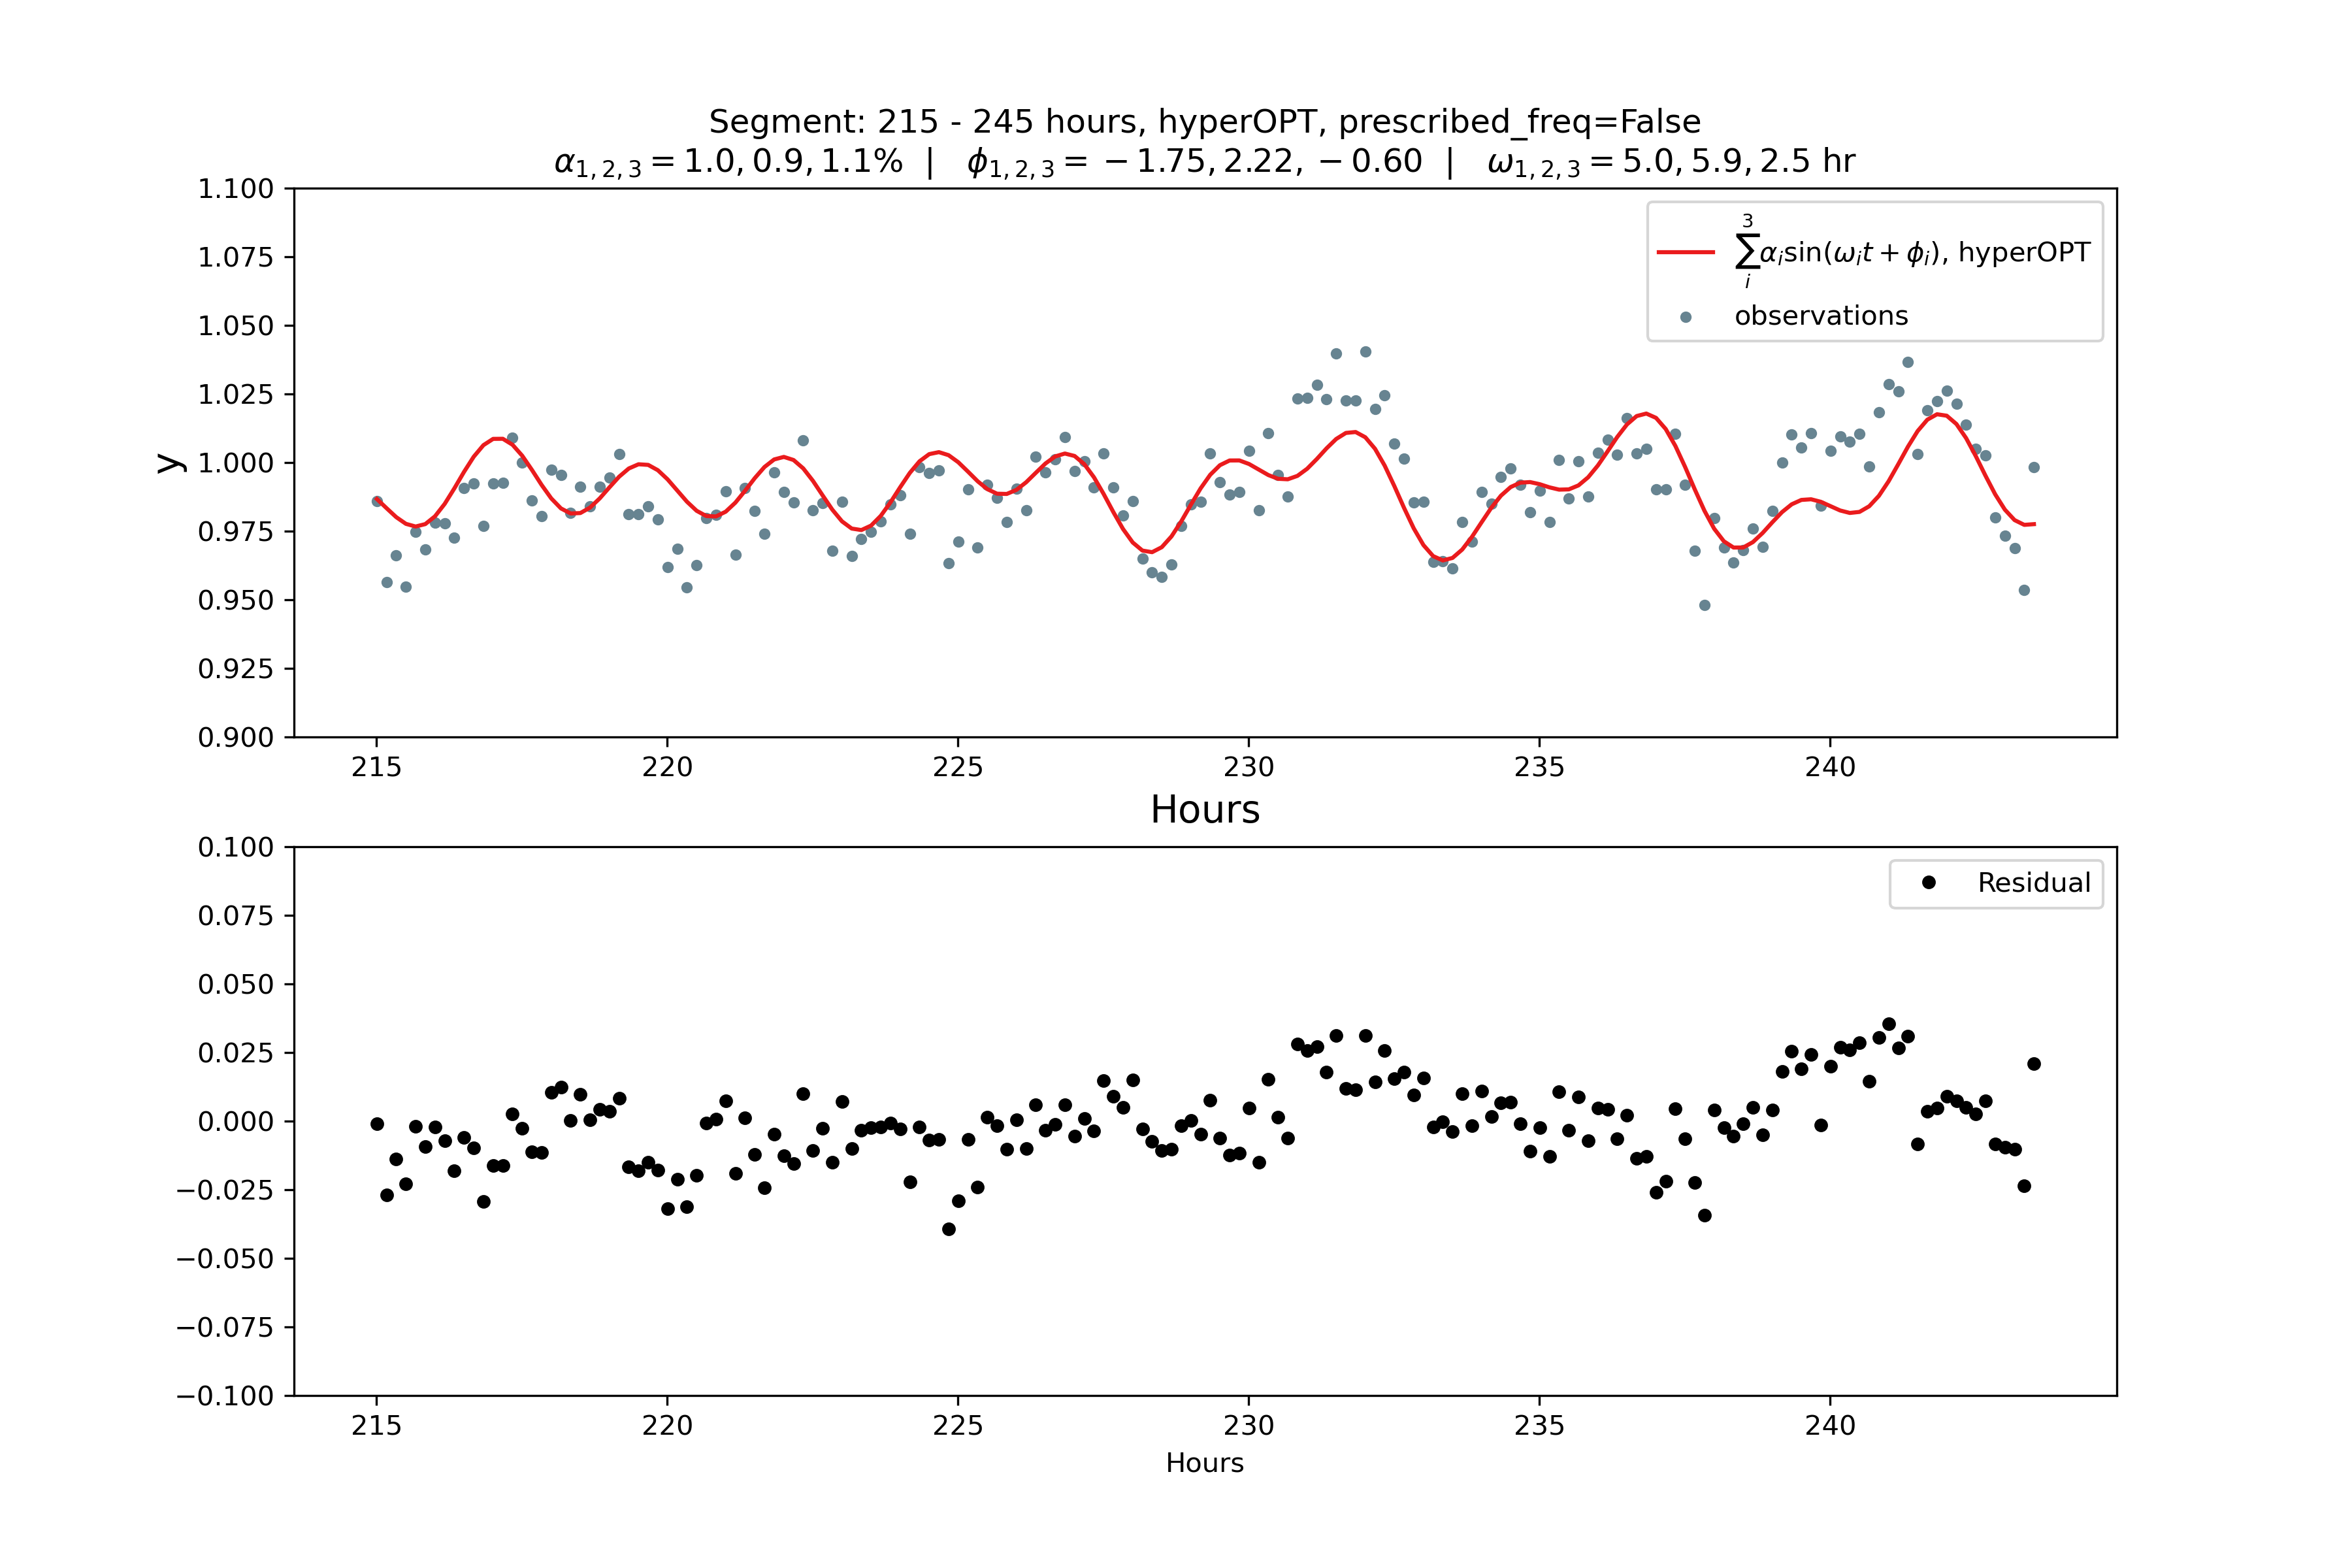 Segment: 215 - 245 hours, hyperOPT, prescribed_freq=False
α₁,₂,₃ = 1.0, 0.9, 1.1% | ϕ₁,₂,₃ = −1.75, 2.22, −0.60 | ω₁,₂,₃ = 5.0, 5.9, 2.5 hr
1.100
1.075
1.050
1.025
1.000
0.975
0.950
0.925
0.900
y
3
∑ αᵢsin(ωᵢt + ϕᵢ), hyperOPT
i
observations
215 220 225 230 235 240
Hours
0.100
0.075
0.050
0.025
0.000
−0.025
−0.050
−0.075
−0.100
Residual
215 220 225 230 235 240
Hours